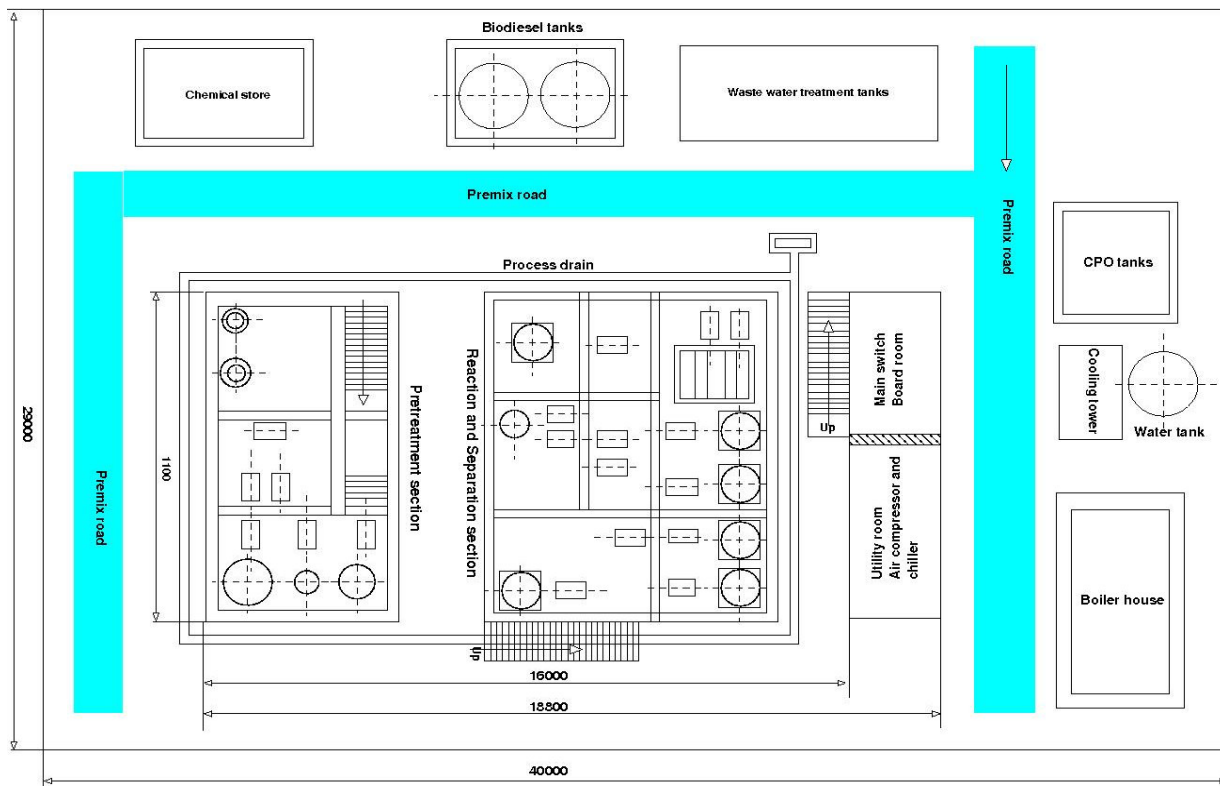 Biodiesel tanks
Chemical store
Waste water treatment tanks
Premix road
Premix road
CPO tanks
Process drain
Main switch
Board room
Cooling tower
Water tank
Up
29000
1100
Pretreatment section
Reaction and Separation section
Premix road
Utility room
Air compressor and
chiller
Boiler house
Up
16000
18800
40000